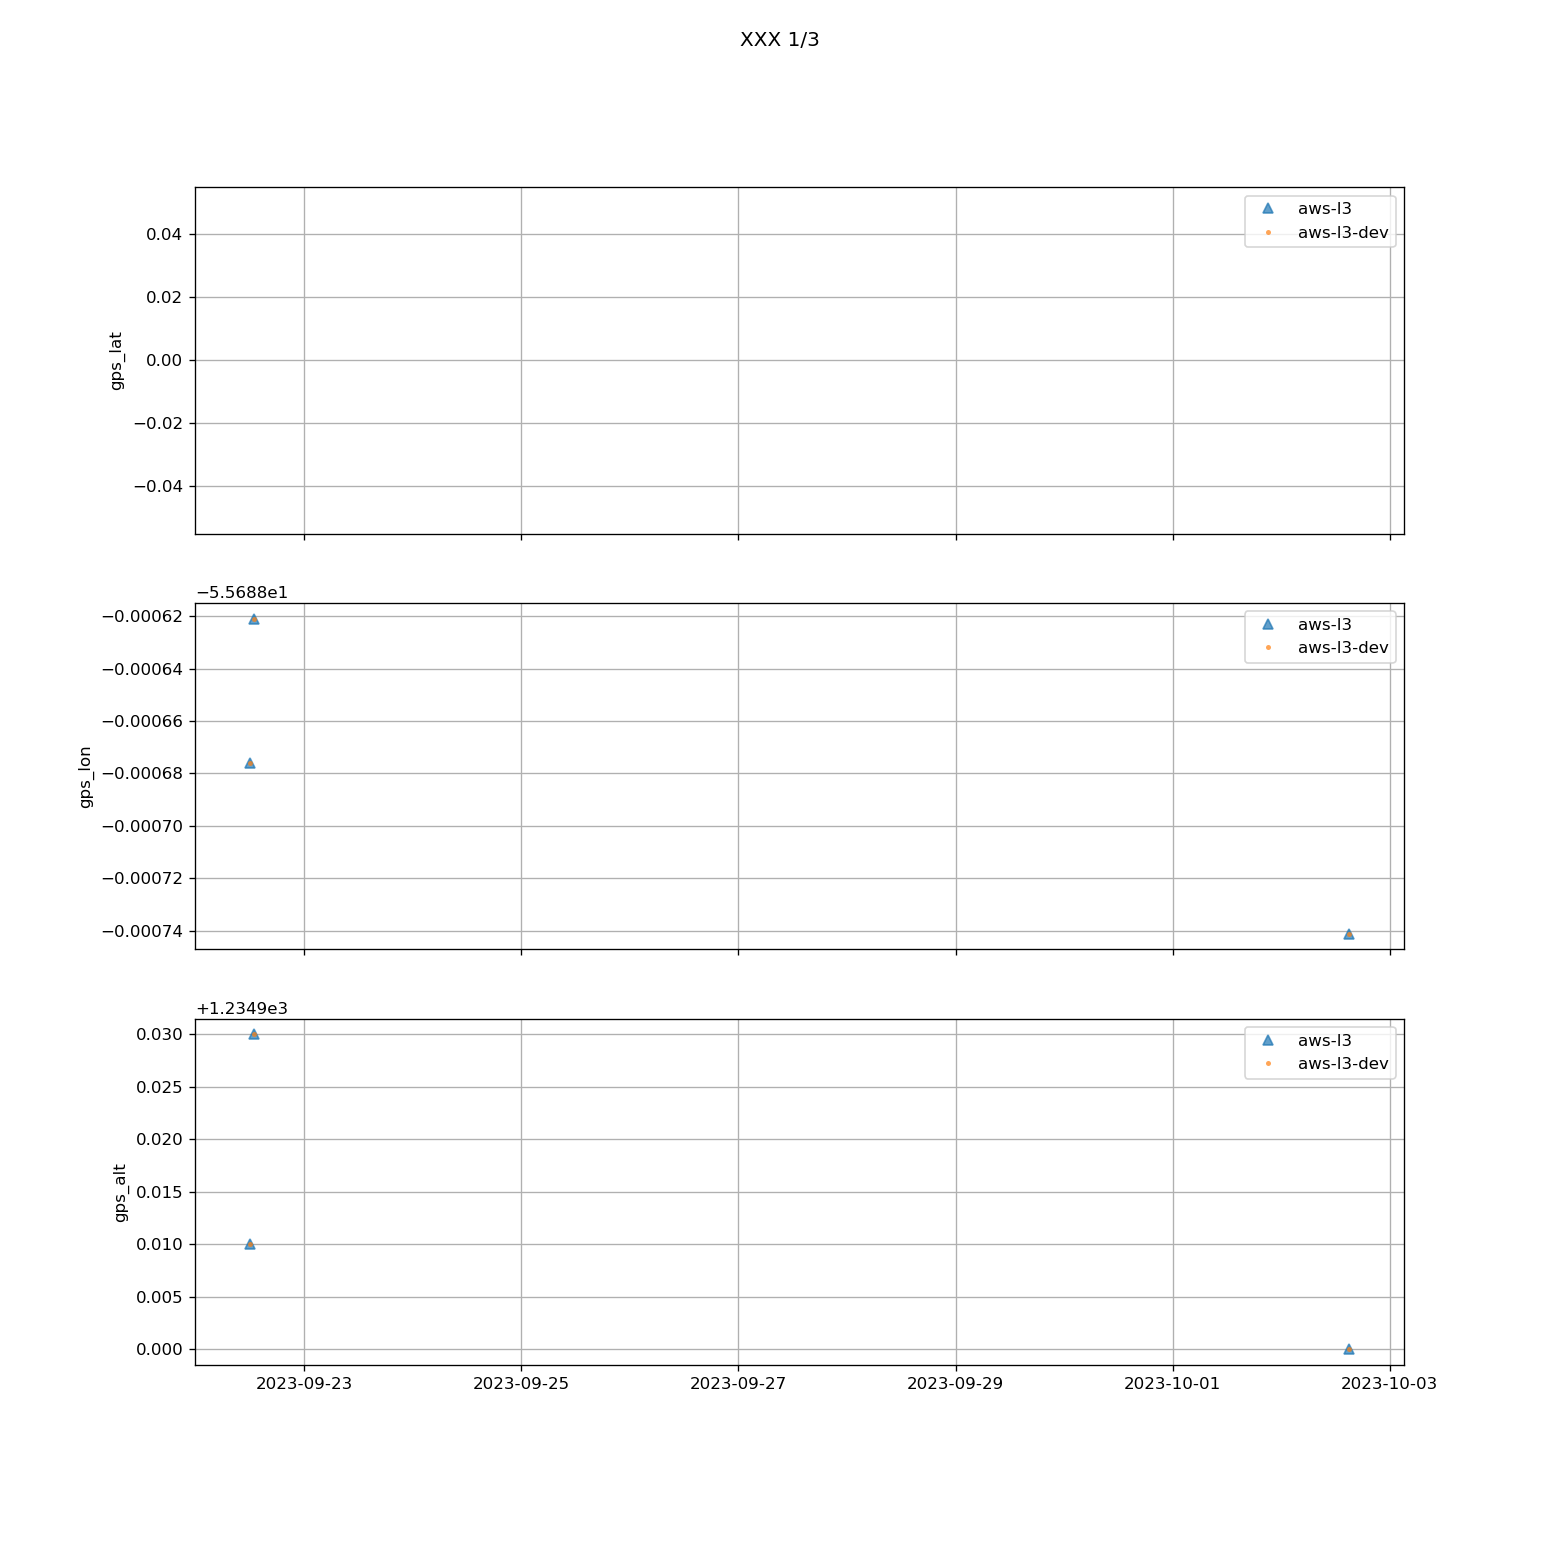 XXX 1/3
aws-l3
aws-l3-dev
0.04
0.02
0.00
−0.02
−0.04
gps_lat
−5.5688e1
aws-l3
aws-l3-dev
−0.00062
−0.00064
−0.00066
−0.00068
−0.00070
−0.00072
−0.00074
gps_lon
+1.2349e3
aws-l3
aws-l3-dev
0.030
0.025
0.020
0.015
0.010
0.005
0.000
gps_alt
2023-09-23 2023-09-25 2023-09-27 2023-09-29 2023-10-01 2023-10-03